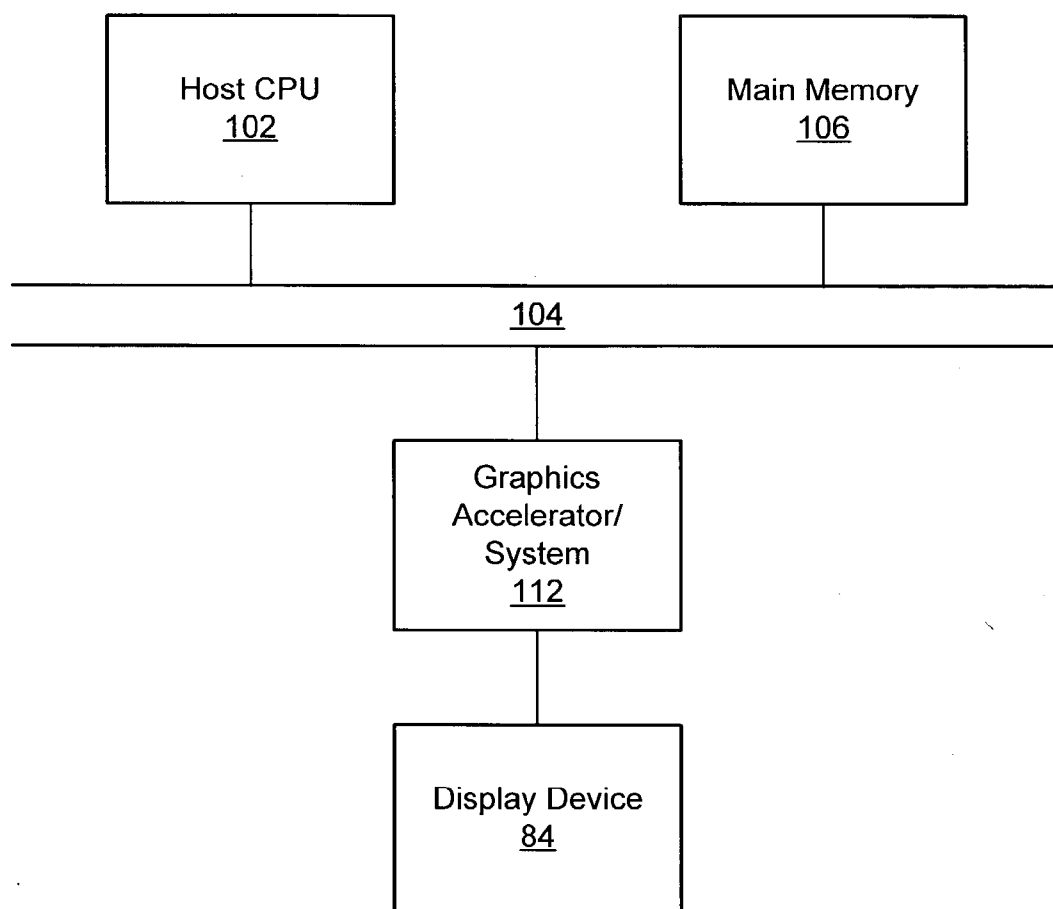 Host CPU
102
Main Memory
106
104
Graphics
Accelerator/
System
112
Display Device
84